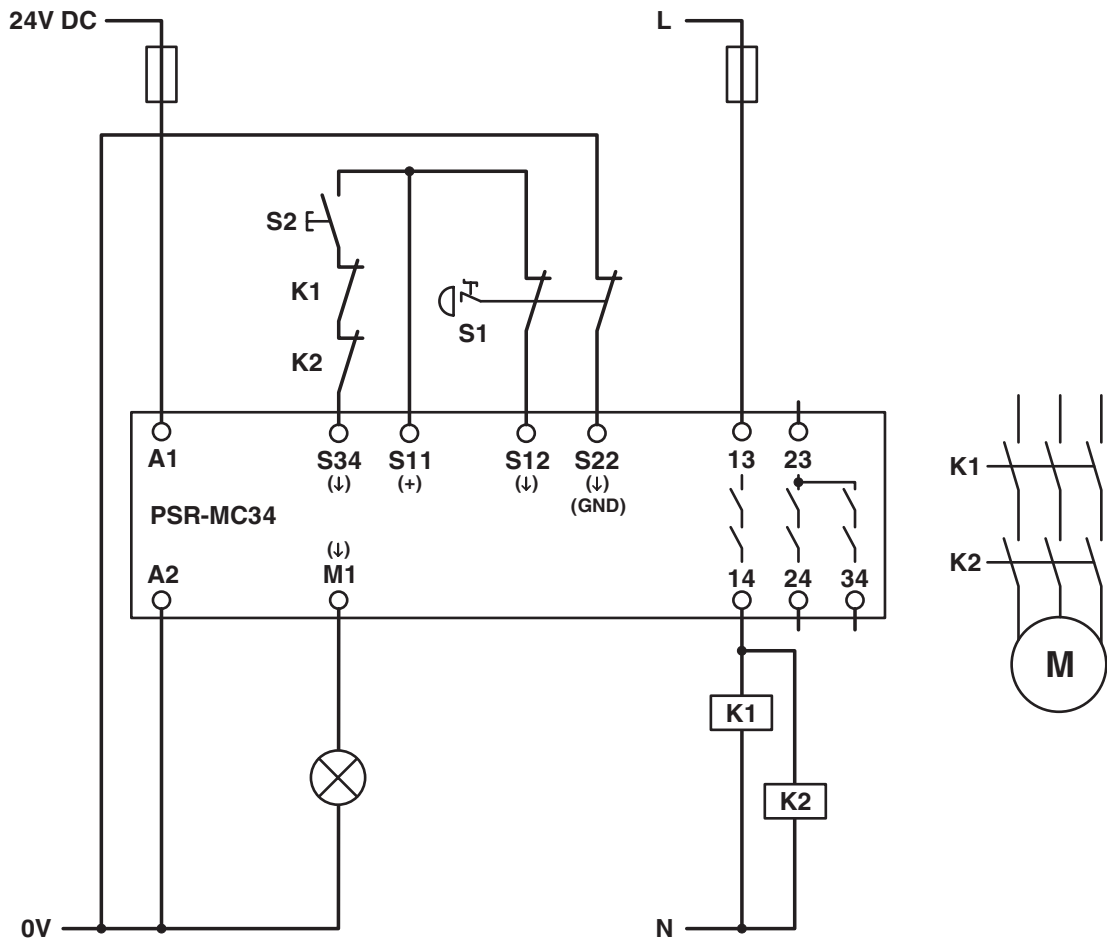 24V DC
L
S2
K1
S1
K2
A1
S34
S11
S12
S22
13
23
(↓)
(+)
(↓)
(↓)
(GND)
PSR-MC34
(↓)
A2
M1
14
24
34
K1
K2
M
K1
K2
0V
N